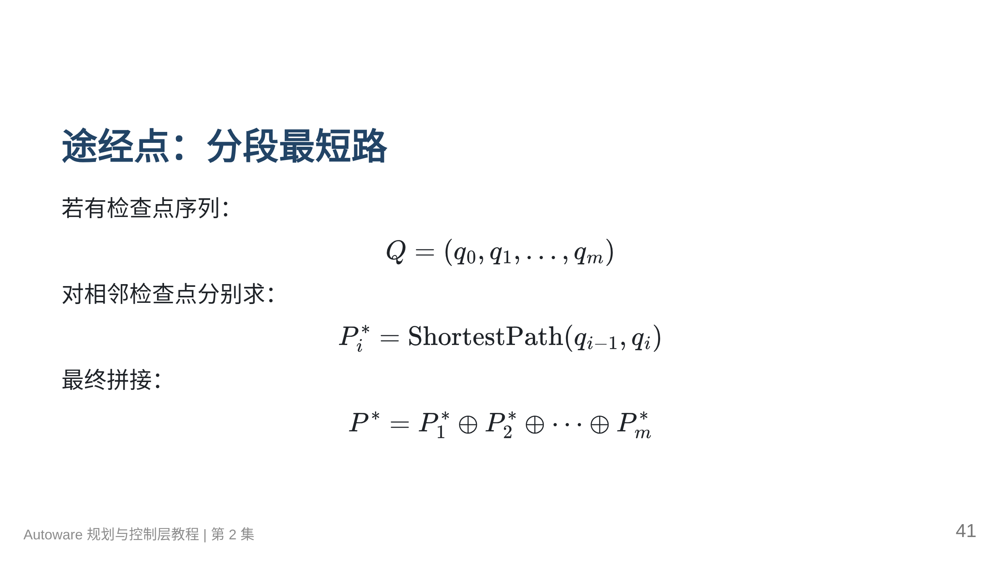 途经点：分段最短路
若有检查点序列：
$Q = (q_0, q_1, \ldots, q_m)$
对相邻检查点分别求：
$P_i^* = \mathrm{ShortestPath}(q_{i-1}, q_i)$
最终拼接：
$P^* = P_1^* \oplus P_2^* \oplus \cdots \oplus P_m^*$
Autoware 规划与控制层教程 | 第 2 集
41